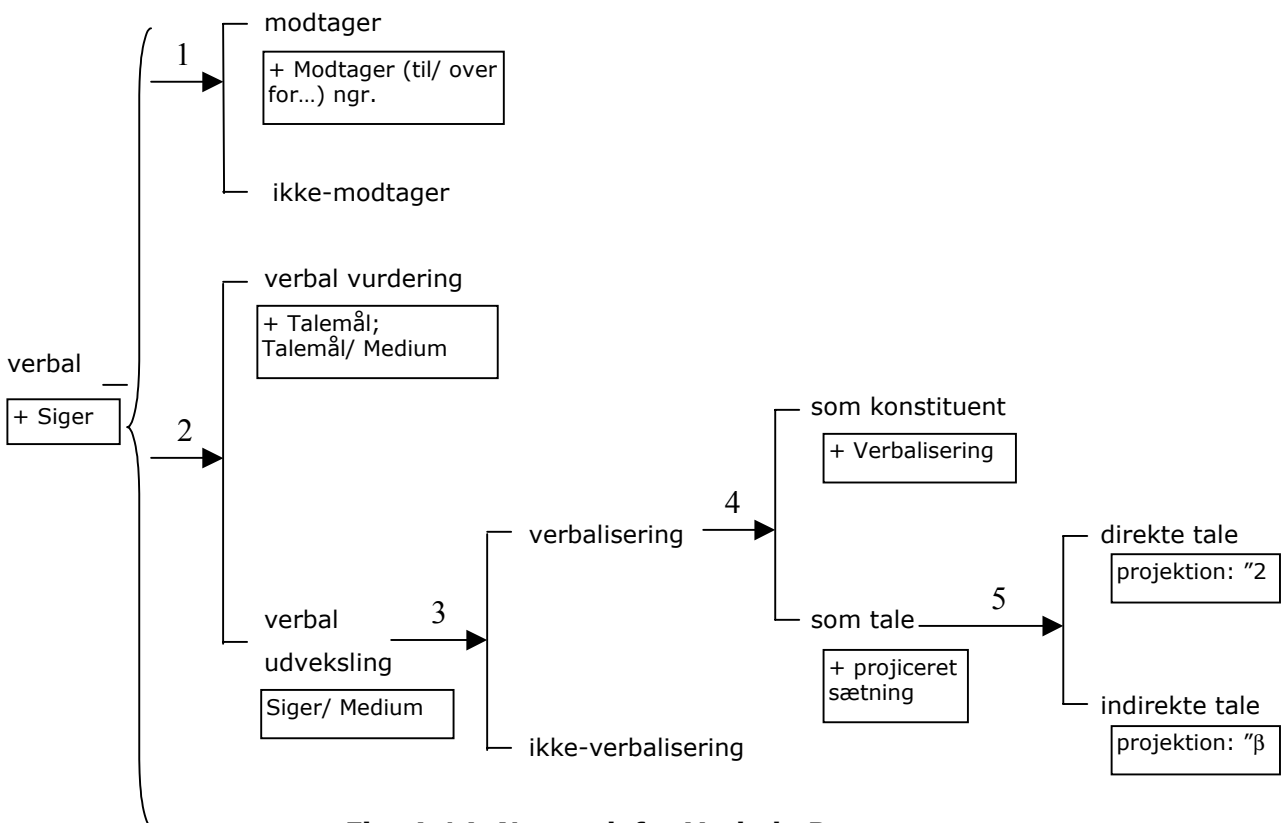 modtager
1
+ Modtager (til/ over
for…) ngr.
ikke-modtager
verbal vurdering
+ Talemål;
Talemål/ Medium
verbal
+ Siger
2
som konstituent
+ Verbalisering
4
verbalisering
direkte tale
projektion: ″2
5
som tale
+ projiceret
sætning
verbal
udveksling
3
Siger/ Medium
indirekte tale
projektion: ″β
ikke-verbalisering